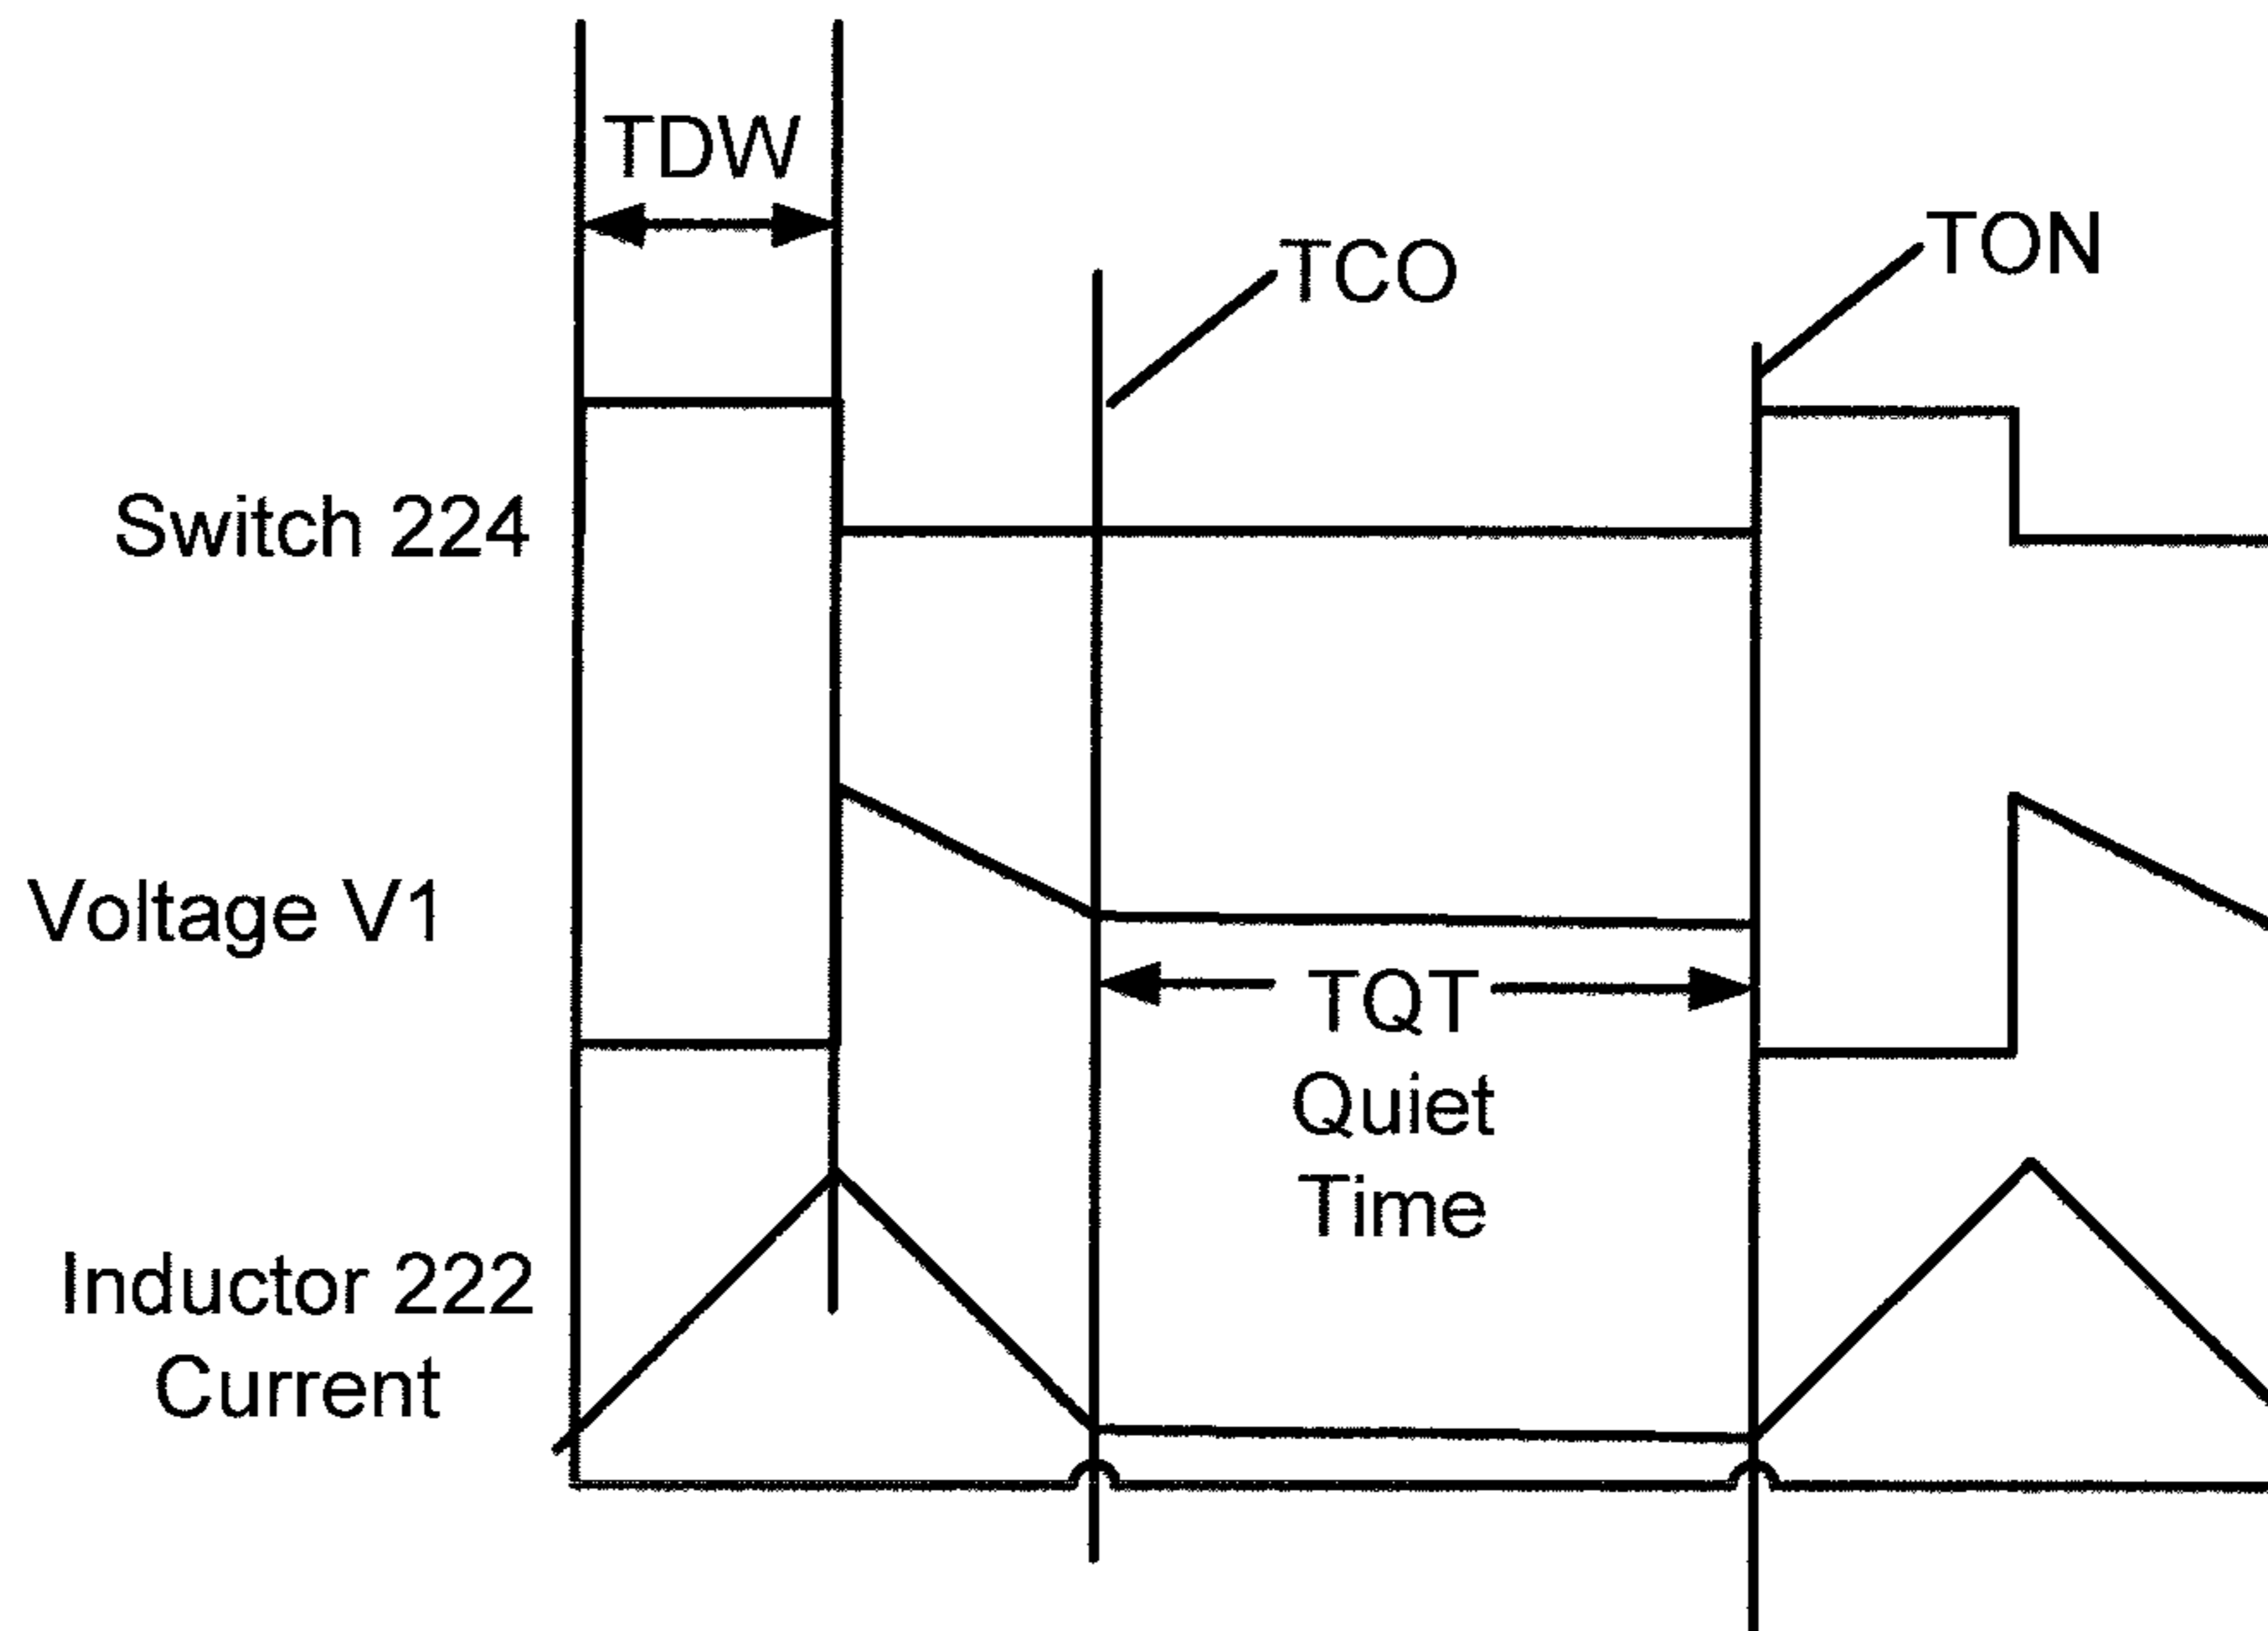 TDW
TCO
TON
Switch 224
Voltage V1
TQT
Quiet
Time
Inductor 222
Current